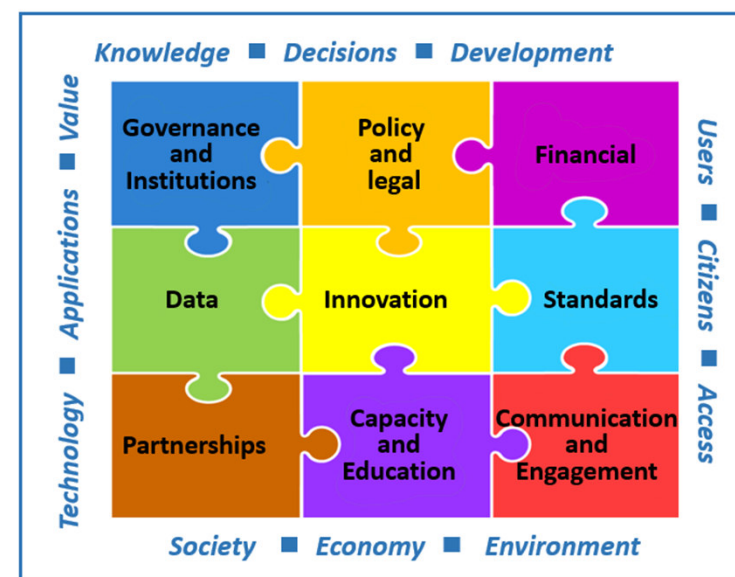 Knowledge ■ Decisions ■ Development
Governance
and
Institutions
Policy
and
legal
Financial
Data
Innovation
Standards
Partnerships
Capacity
and
Education
Communication
and
Engagement
Technology ■ Applications ■ Value
Users ■ Citizens ■ Access
Society ■ Economy ■ Environment